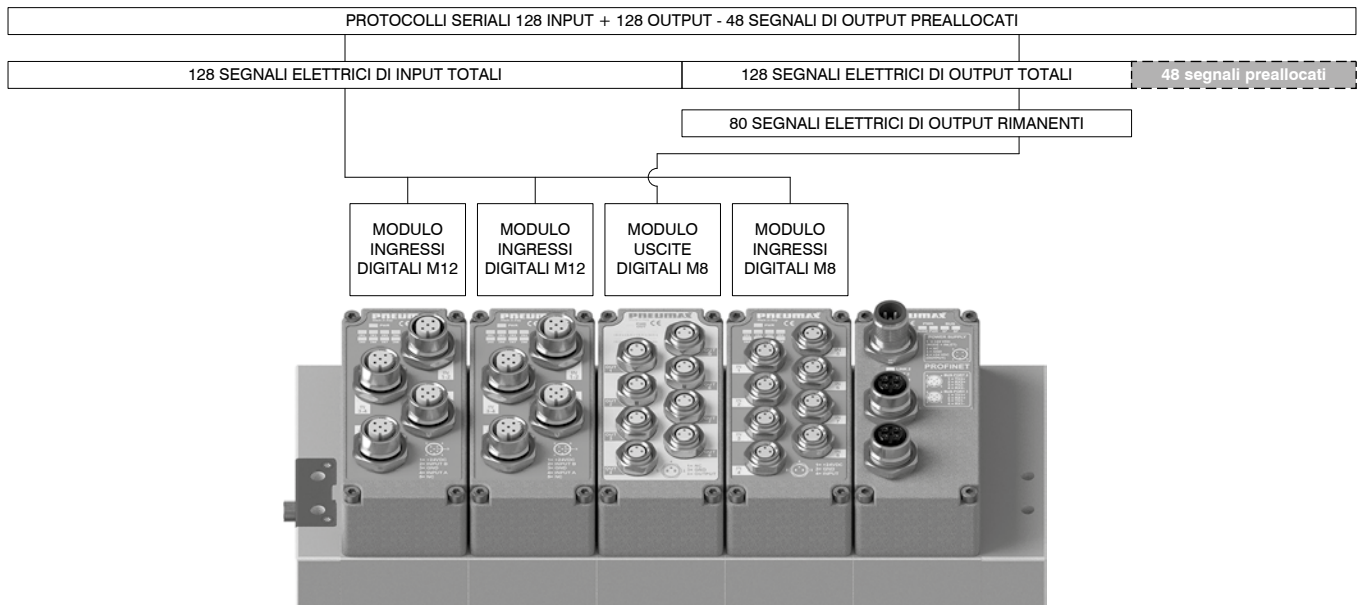 PROTOCOLLI SERIALI 128 INPUT + 128 OUTPUT - 48 SEGNALI DI OUTPUT PREALLOCATI
128 SEGNALI ELETTRICI DI INPUT TOTALI
128 SEGNALI ELETTRICI DI OUTPUT TOTALI
48 segnali preallocati
80 SEGNALI ELETTRICI DI OUTPUT RIMANENTI
MODULO
INGRESSI
DIGITALI M12
MODULO
INGRESSI
DIGITALI M12
MODULO
USCITE
DIGITALI M8
MODULO
INGRESSI
DIGITALI M8
PNEUMAX
PNEUMAX
POWER SUPPLY
PROFINET